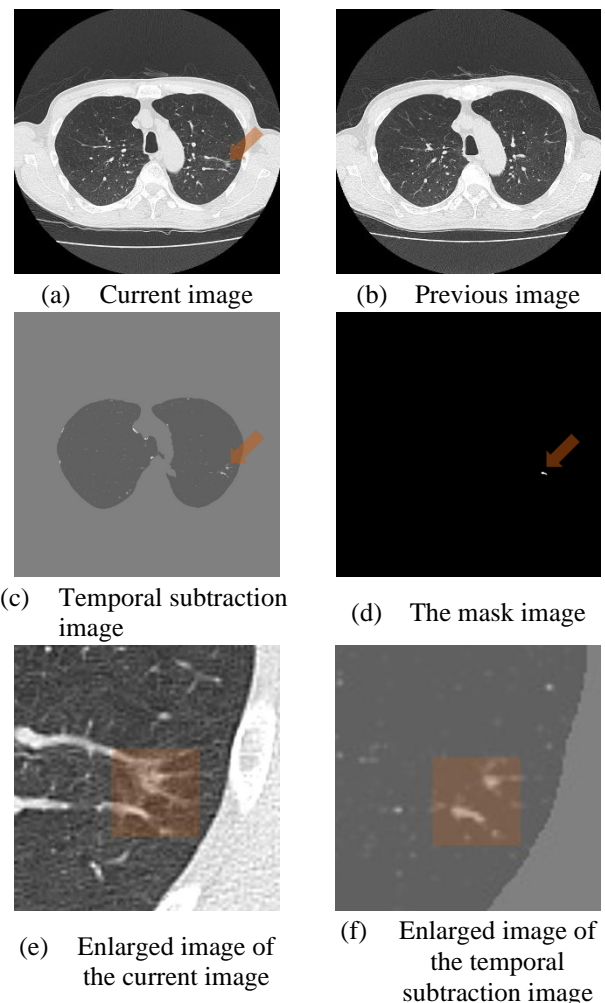 (a) Current image
(b) Previous image
(c) Temporal subtraction
image
(d) The mask image
(e) Enlarged image of
the current image
(f) Enlarged image of
the temporal
subtraction image